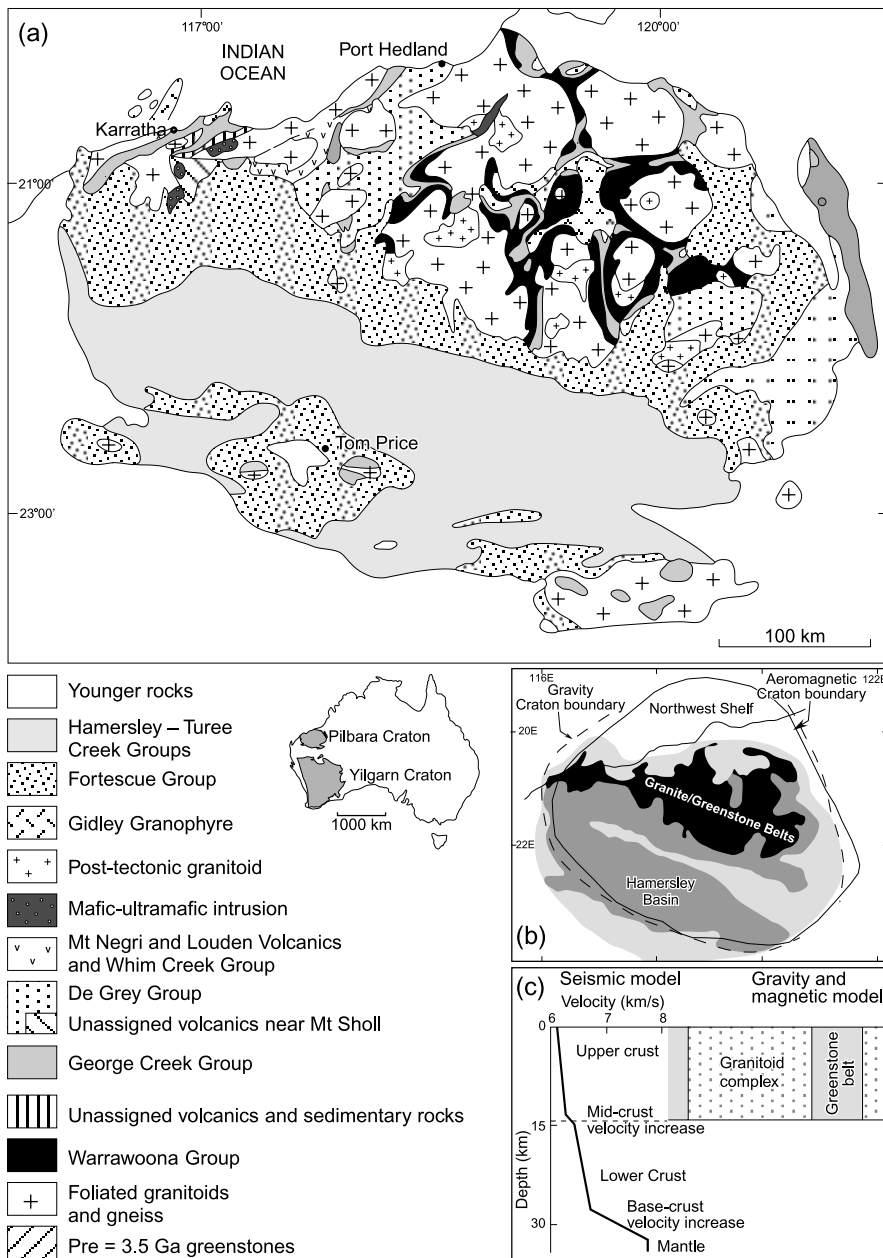 (a)
117°00'
120°00'
INDIAN
OCEAN
Port Hedland
Karratha
21°00'
Tom Price
23°00'
100 km
Younger rocks
Hamersley – Turee
Creek Groups
Fortescue Group
Gidley Granophyre
Post-tectonic granitoid
Mafic-ultramafic intrusion
Mt Negri and Louden Volcanics
and Whim Creek Group
De Grey Group
Unassigned volcanics near Mt Sholl
George Creek Group
Unassigned volcanics and sedimentary rocks
Warrawoona Group
Foliated granitoids
and gneiss
Pre = 3.5 Ga greenstones
Pilbara Craton
Yilgarn Craton
1000 km
116E
122E
Gravity
Craton boundary
Aeromagnetic
Craton boundary
Northwest Shelf
20E
Granite/Greenstone Belts
22E
Hamersley
Basin
(b)
(c)
Seismic model
Velocity (km/s)
Gravity and
magnetic model
6
7
8
0
Upper crust
Granitoid
complex
Greenstone
belt
Mid-crust
velocity increase
15
Depth (km)
Lower Crust
Base-crust
velocity increase
30
Mantle